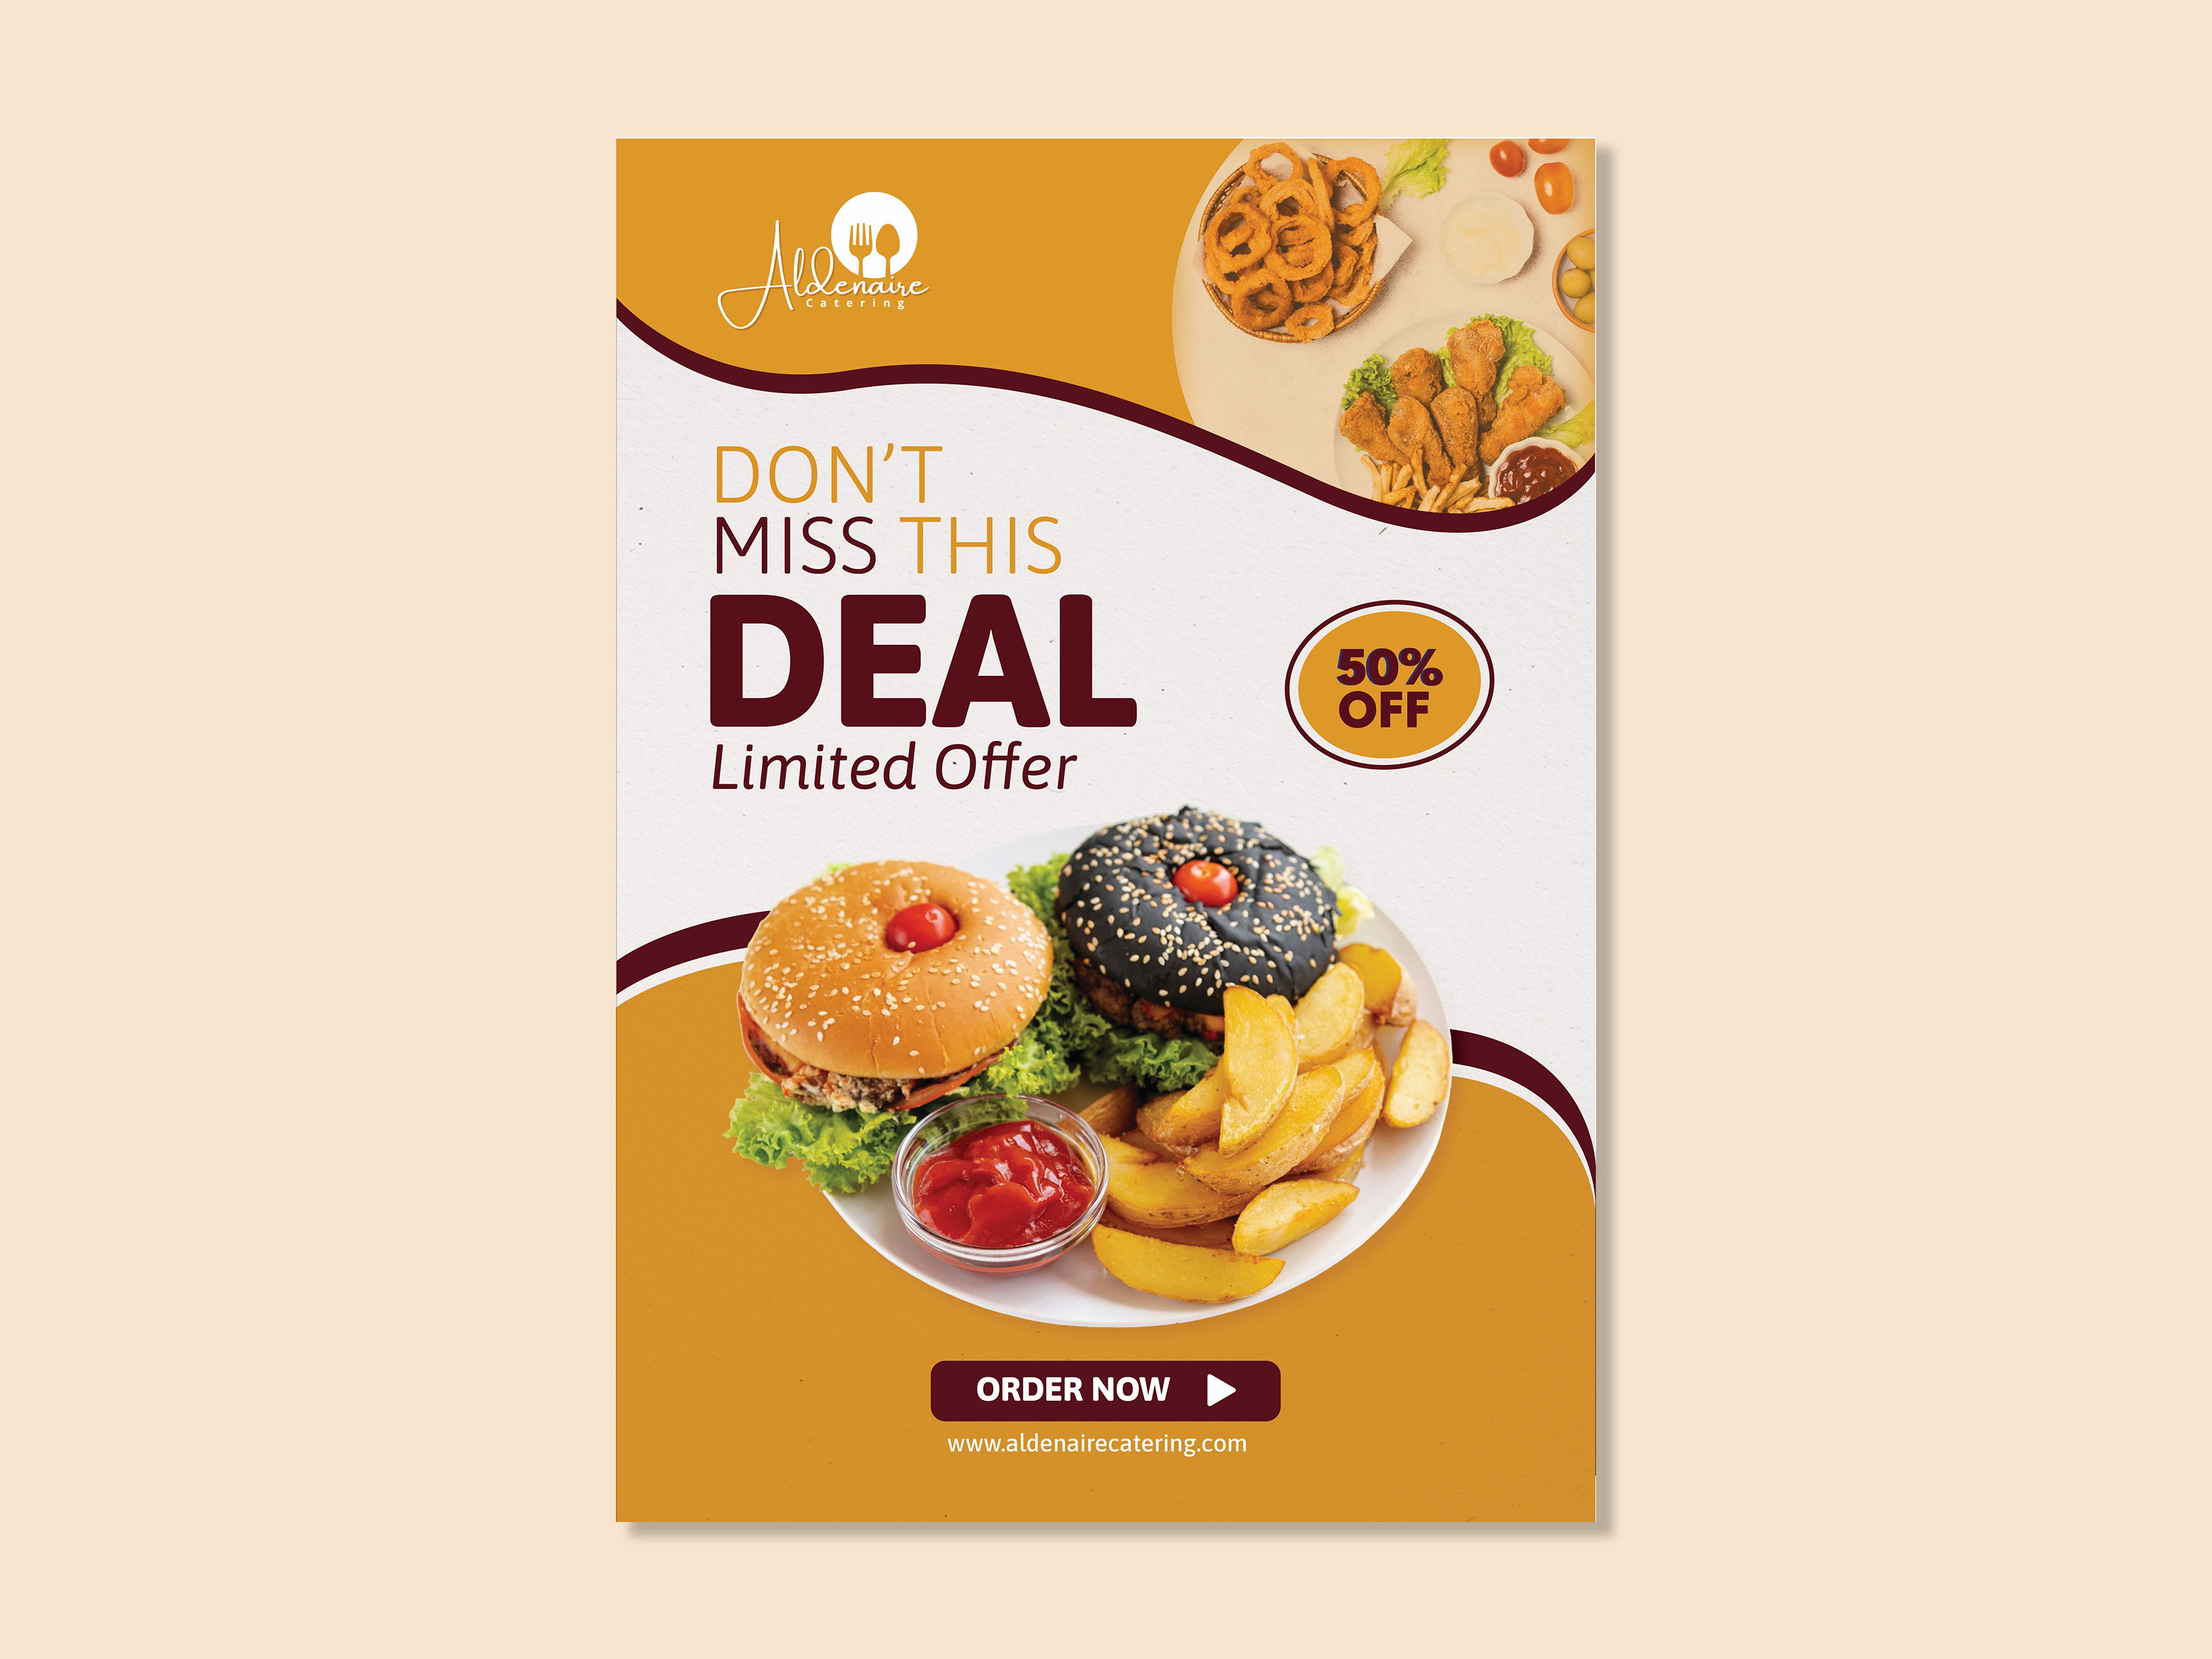 Aldenaire
Catering
DON'T
MISS THIS
DEAL
Limited Offer
50%
OFF
ORDER NOW
www.aldenairecatering.com